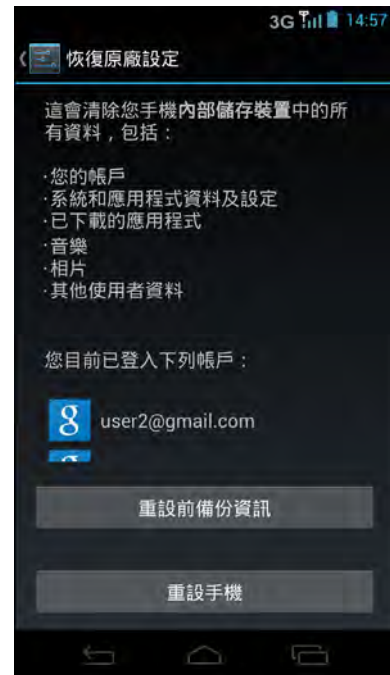 3G 14:57
恢復原廠設定
這會清除您手機內部儲存裝置中的所
有資料，包括：
·您的帳戶
·系統和應用程式資料及設定
·已下載的應用程式
·音樂
·相片
·其他使用者資料
您目前已登入下列帳戶：
g user2@gmail.com
重設前備份資訊
重設手機